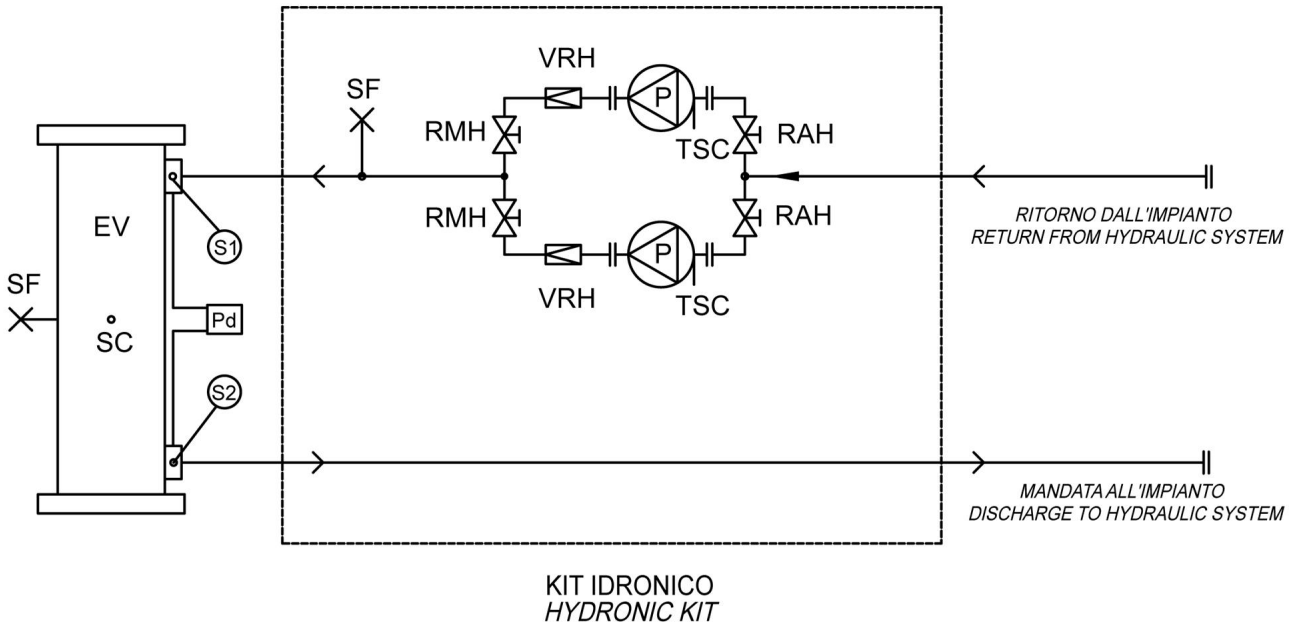 VRH
SF
P
RMH
TSC
RAH
EV
S1
RMH
RAH
RITORNO DALL'IMPIANTO
RETURN FROM HYDRAULIC SYSTEM
SF
P
VRH
TSC
Pd
SC
S2
MANDATA ALL'IMPIANTO
DISCHARGE TO HYDRAULIC SYSTEM
KIT IDRONICO
HYDRONIC KIT